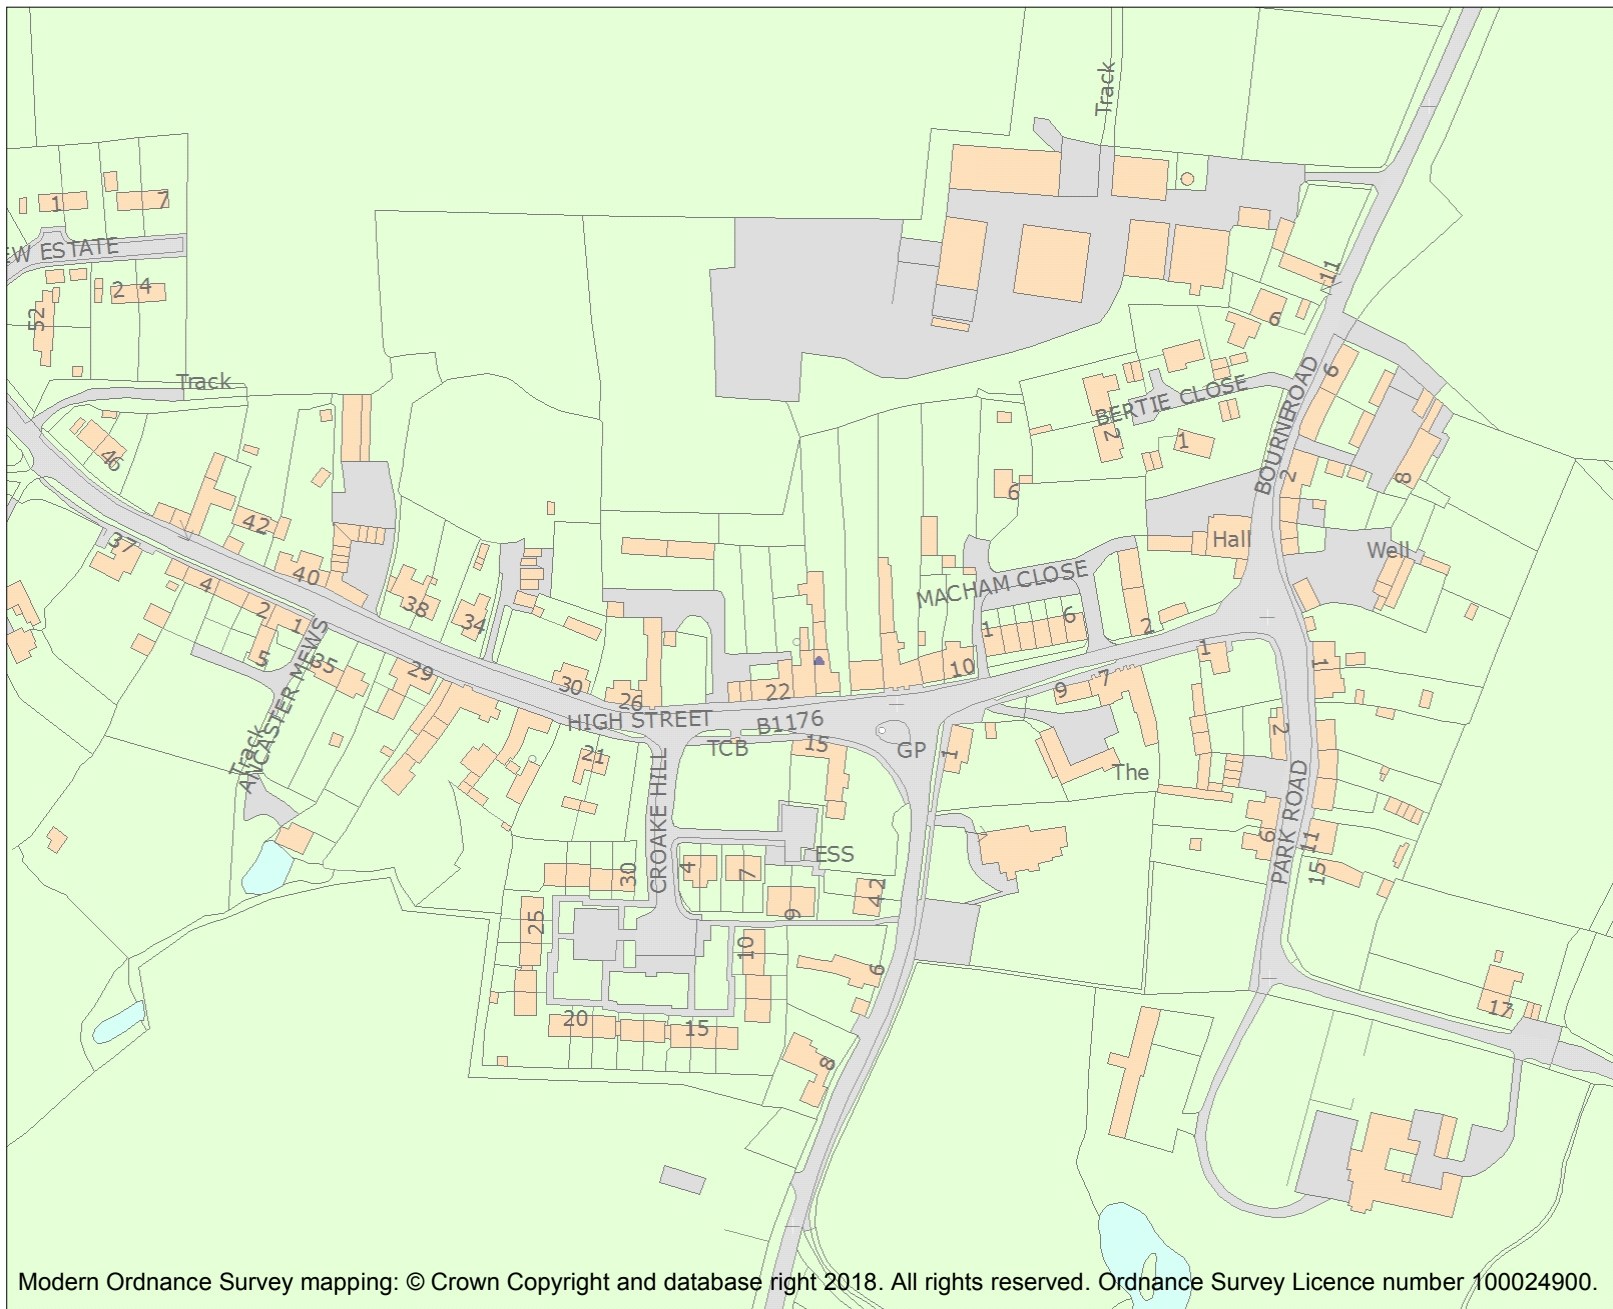 Track
1
7
EW ESTATE
2
4
52
11
6
Track
BOURNE ROAD
6
BERTIE CLOSE
2
1
46
2
8
6
42
37
Hall
Well
40
4
38
MACHAM CLOSE
2
34
1
6
2
1
5
35
29
1
1
10
7
30
26
22
9
ANCASTER MEWS
Track
HIGH STREET
B1176
TCB
15
GP
1
2
21
The
CROAKE HILL
PARK ROAD
6
11
ESS
30
4
7
15
42
9
25
10
6
17
20
15
8
Modern Ordnance Survey mapping: © Crown Copyright and database right 2018. All rights reserved. Ordnance Survey Licence number 100024900.